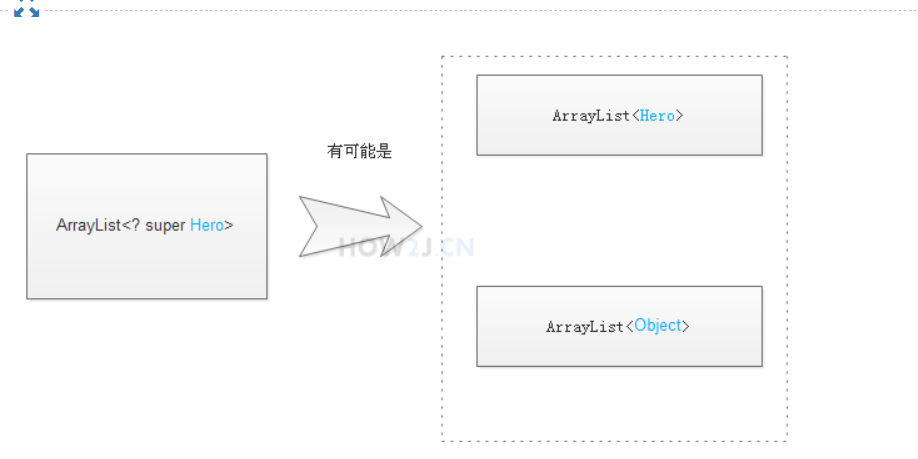 ArrayList<Hero>
有可能是
ArrayList<? super Hero>
HOW2J.CN
ArrayList<Object>